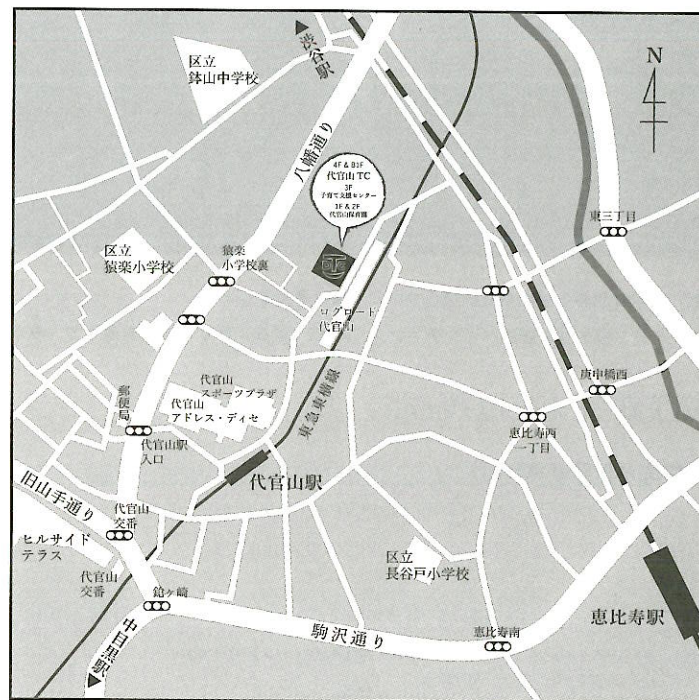 渋谷駅
区立
鉢山中学校
N
八幡通り
4F & B1F
代官山 TC
3F
子育て支援センター
1F & 2F
代官山保育園
東三丁目
猿楽
小学校裏
区立
猿楽小学校
ログロード
代官山
東急東横線
庚申橋西
代官山
スポーツプラザ
代官山
アドレス・ディセ
郵便局
代官山駅
入口
恵比寿西
一丁目
代官山駅
旧山手通り
代官山
交番
ヒルサイド
テラス
代官山
交番
区立
長谷戸小学校
鎗ヶ崎
恵比寿駅
駒沢通り
恵比寿南
中目黒駅